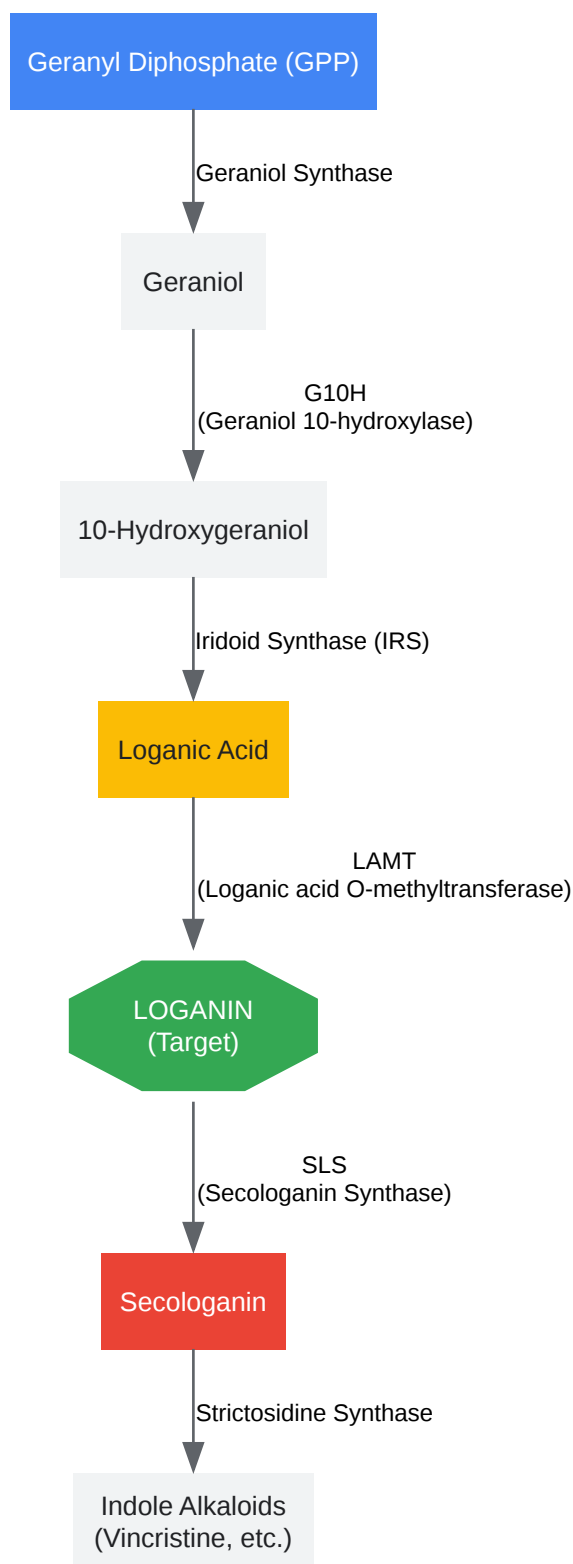 Geranyl Diphosphate (GPP)
Geraniol Synthase
Geraniol
G10H
(Geraniol 10-hydroxylase)
10-Hydroxygeraniol
Iridoid Synthase (IRS)
Loganic Acid
LAMT
(Loganic acid O-methyltransferase)
LOGANIN
(Target)
SLS
(Secologanin Synthase)
Secologanin
Strictosidine Synthase
Indole Alkaloids
(Vincristine, etc.)